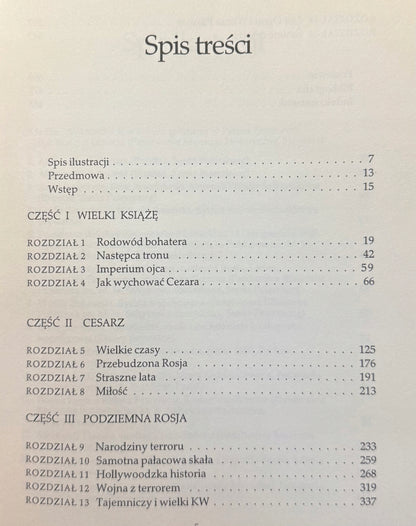 Spis treści
Spis ilustracji . . . . . . . . . . . . . . . . . . . . . . . . . . . . . 7
Przedmowa . . . . . . . . . . . . . . . . . . . . . . . . . . . . . 13
Wstęp . . . . . . . . . . . . . . . . . . . . . . . . . . . . . 15
CZĘŚĆ I WIELKI KSIĄŻĘ
ROZDZIAŁ 1 Rodowód bohatera . . . . . . . . . . . . . . . . . . . . 19
ROZDZIAŁ 2 Następca tronu . . . . . . . . . . . . . . . . . . . . 42
ROZDZIAŁ 3 Imperium ojca . . . . . . . . . . . . . . . . . . . . 59
ROZDZIAŁ 4 Jak wychować Cezara . . . . . . . . . . . . . . . . . . . . 66
CZĘŚĆ II CESARZ
ROZDZIAŁ 5 Wielkie czasy . . . . . . . . . . . . . . . . . . . . 125
ROZDZIAŁ 6 Przebudzona Rosja . . . . . . . . . . . . . . . . . . . . 176
ROZDZIAŁ 7 Straszne lata . . . . . . . . . . . . . . . . . . . . 191
ROZDZIAŁ 8 Miłość . . . . . . . . . . . . . . . . . . . . 213
CZĘŚĆ III PODZIEMNA ROSJA
ROZDZIAŁ 9 Narodziny terroru . . . . . . . . . . . . . . . . . . . . 233
ROZDZIAŁ 10 Samotna pałacowa skała . . . . . . . . . . . . . . . . . . . . 259
ROZDZIAŁ 11 Hollywoodzka historia . . . . . . . . . . . . . . . . . . . . 268
ROZDZIAŁ 12 Wojna z terrorem . . . . . . . . . . . . . . . . . . . . 319
ROZDZIAŁ 13 Tajemniczy i wielki KW . . . . . . . . . . . . . . . . . . . . 337